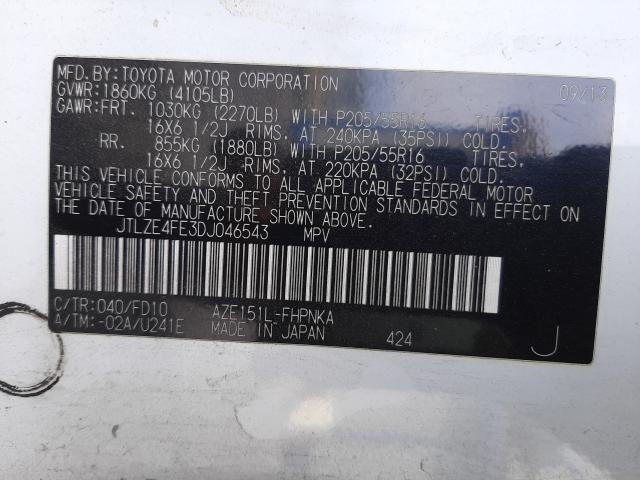 MFD.BY:TOYOTA MOTOR CORPORATION 09/13
GVWR:1860KG (4105LB)
GAWR:FRT. 1030KG (2270LB) WITH P205/55R16 TIRES,
16X6 1/2J RIMS, AT 240KPA (35PSI) COLD.
RR. 855KG (1880LB) WITH P205/55R16 TIRES,
16X6 1/2J RIMS, AT 220KPA (32PSI) COLD.
THIS VEHICLE CONFORMS TO ALL APPLICABLE FEDERAL MOTOR
VEHICLE SAFETY AND THEFT PREVENTION STANDARDS IN EFFECT ON
THE DATE OF MANUFACTURE SHOWN ABOVE.
JTLZE4FE3DJ046543 MPV
C/TR:040/FD10 AZE151L-FHPNKA
A/TM:-02A/U241E MADE IN JAPAN 424 J